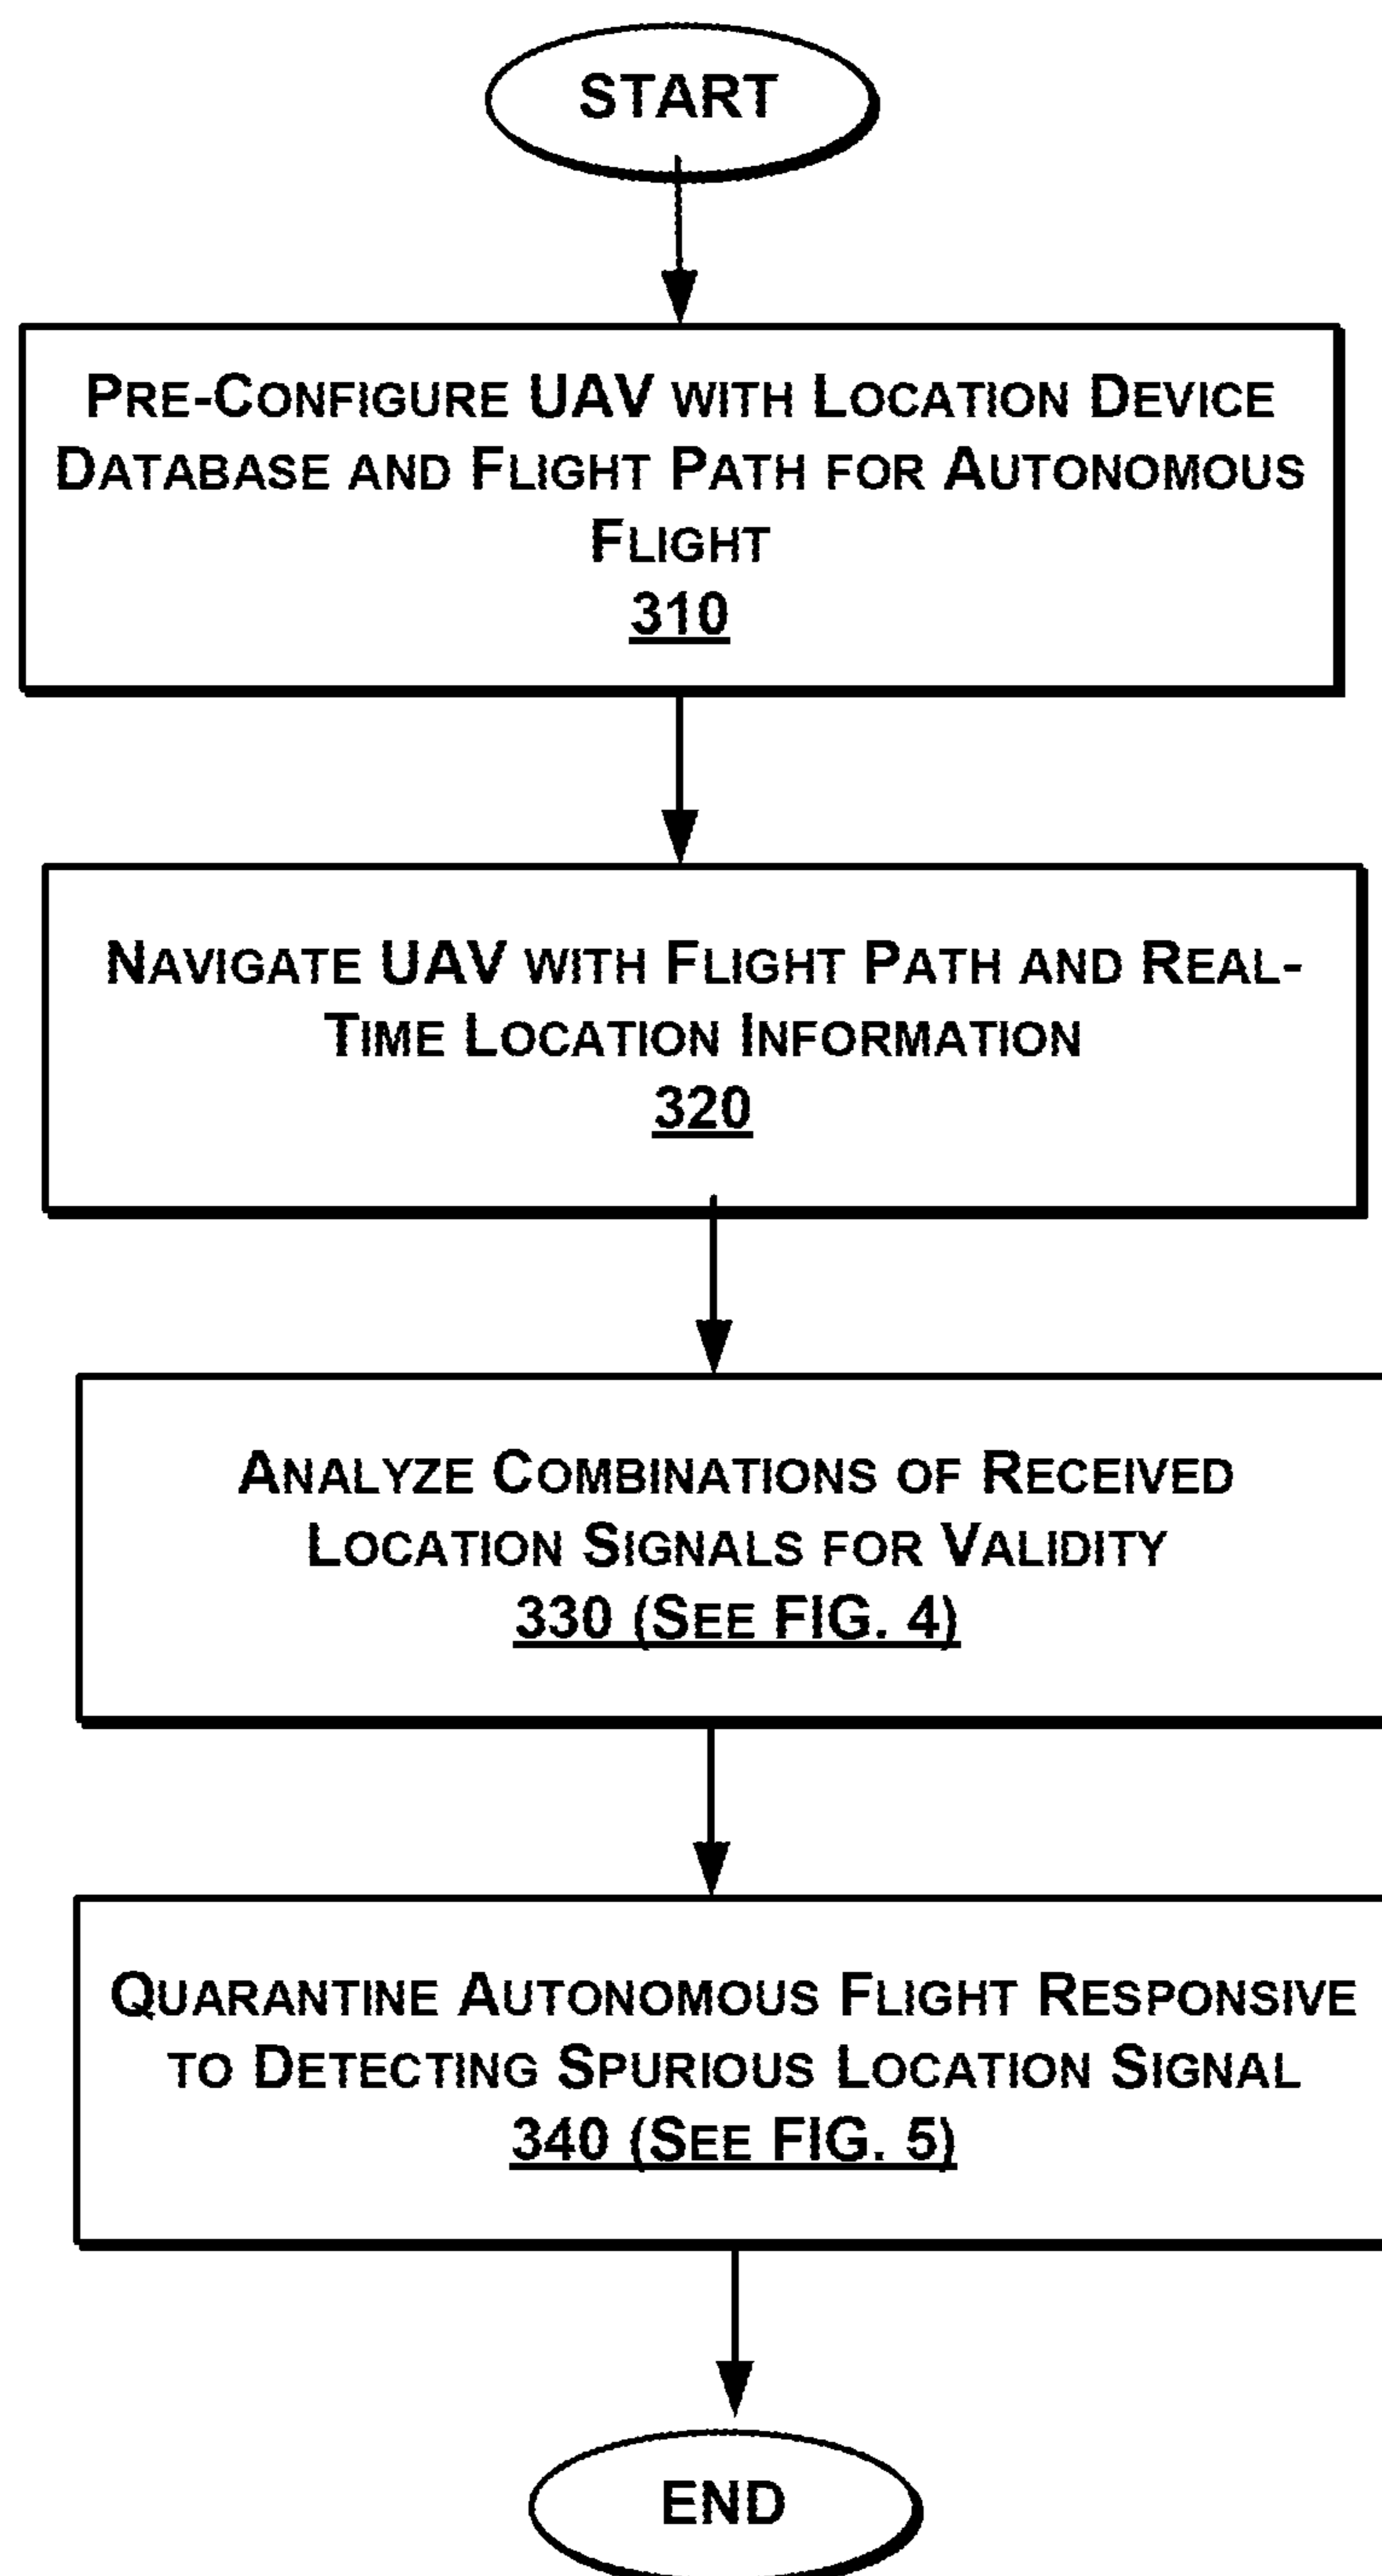 START
PRE-CONFIGURE UAV WITH LOCATION DEVICE
DATABASE AND FLIGHT PATH FOR AUTONOMOUS
FLIGHT
310
NAVIGATE UAV WITH FLIGHT PATH AND REAL-
TIME LOCATION INFORMATION
320
ANALYZE COMBINATIONS OF RECEIVED
LOCATION SIGNALS FOR VALIDITY
330 (SEE FIG. 4)
QUARANTINE AUTONOMOUS FLIGHT RESPONSIVE
TO DETECTING SPURIOUS LOCATION SIGNAL
340 (SEE FIG. 5)
END